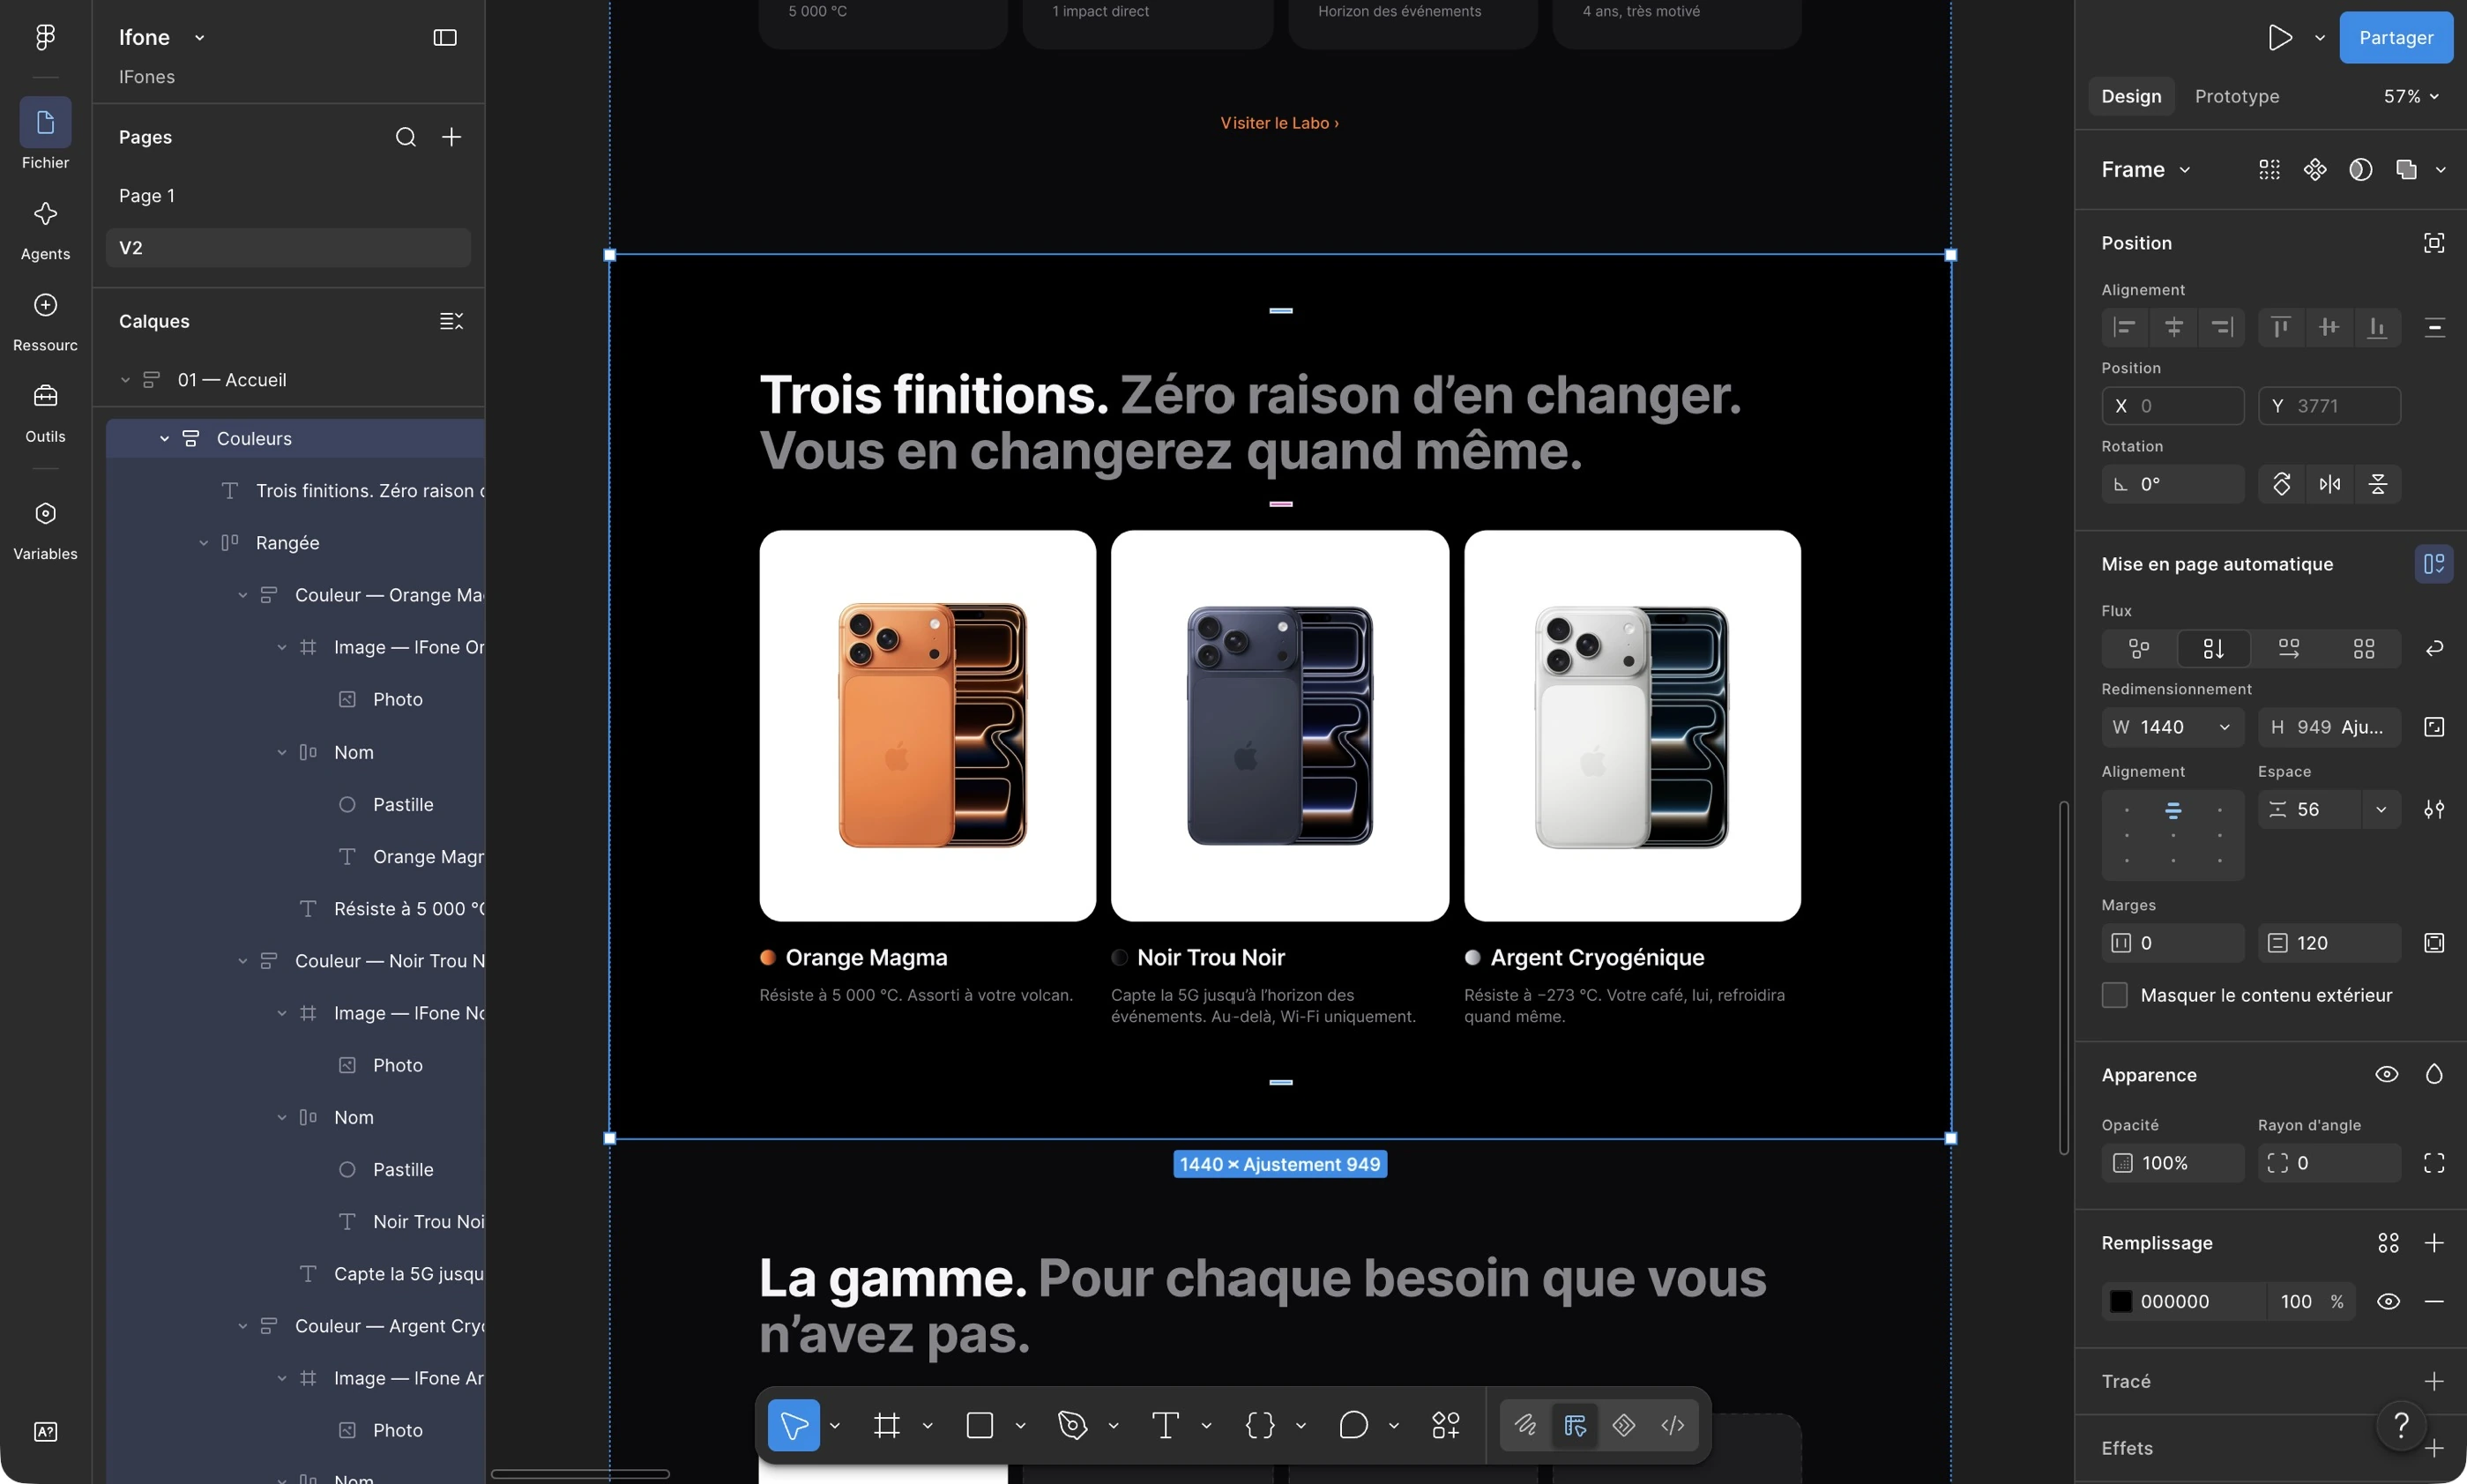 Ifone
IFones
Fichier
Agents
Ressourc
Outils
Variables
A?
Pages
Page 1
V2
Calques
01 — Accueil
Couleurs
Trois finitions. Zéro raison
Rangée
Couleur — Orange Ma
Image — IFone Or
Photo
Nom
Pastille
Orange Magr
Résiste à 5 000 °C
Couleur — Noir Trou N
Image — IFone No
Photo
Nom
Pastille
Noir Trou Noi
Capte la 5G jusqu
Couleur — Argent Cryo
Image — IFone Ar
Photo
Nom
5 000 °C
1 impact direct
Horizon des événements
4 ans, très motivé
Visiter le Labo ›
Trois finitions. Zéro raison d’en changer.
Vous en changerez quand même.
Orange Magma
Résiste à 5 000 °C. Assorti à votre volcan.
Noir Trou Noir
Capte la 5G jusqu’à l’horizon des
événements. Au-delà, Wi-Fi uniquement.
Argent Cryogénique
Résiste à −273 °C. Votre café, lui, refroidira
quand même.
1440 × Ajustement 949
La gamme. Pour chaque besoin que vous
n’avez pas.
Partager
Design
Prototype
57%
Frame
Position
Alignement
Position
X 0
Y 3771
Rotation
0°
Mise en page automatique
Flux
Redimensionnement
W 1440
H 949 Aju...
Alignement
Espace
56
Marges
0
120
Masquer le contenu extérieur
Apparence
Opacité
Rayon d'angle
100%
0
Remplissage
000000
100 %
Tracé
Effets
?